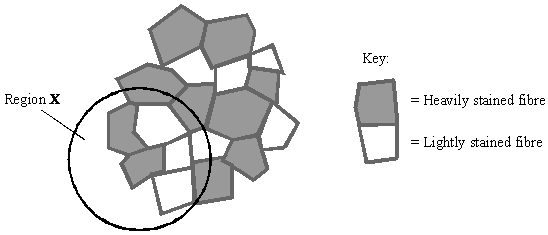 Key:
Region X
= Heavily stained fibre
= Lightly stained fibre